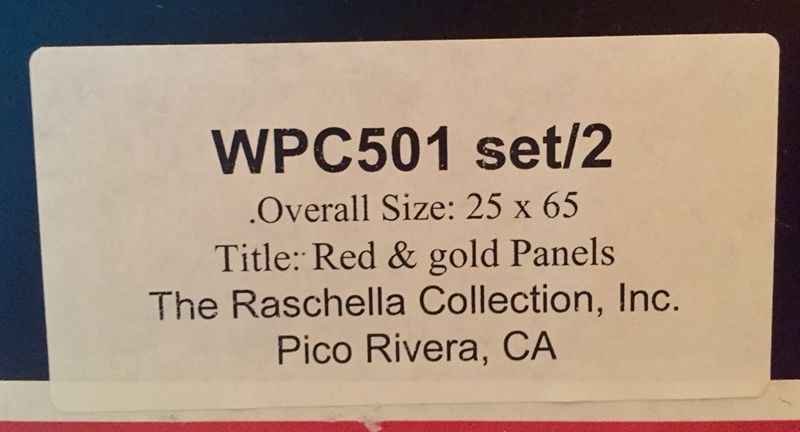 WPC501 set/2
.Overall Size: 25 x 65
Title: Red & gold Panels
The Raschella Collection, Inc.
Pico Rivera, CA